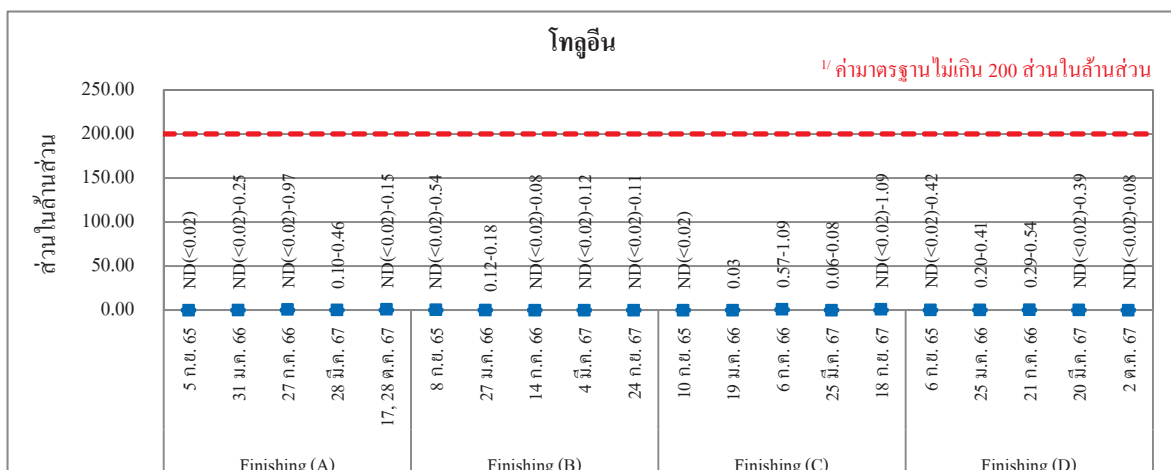 โทลูอีน
1/ ค่ามาตรฐานไม่เกิน 200 ส่วนในล้านส่วน
ส่วนในล้านส่วน
250.00
200.00
150.00
100.00
50.00
0.00
ND(<0.02)
ND(<0.02)-0.25
ND(<0.02)-0.97
0.10-0.46
ND(<0.02)-0.15
ND(<0.02)-0.54
0.12-0.18
ND(<0.02)-0.08
ND(<0.02)-0.12
ND(<0.02)-0.11
ND(<0.02)
0.03
0.57-1.09
0.06-0.08
ND(<0.02)-1.09
ND(<0.02)-0.42
0.20-0.41
0.29-0.54
ND(<0.02)-0.39
ND(<0.02)-0.08
5 ก.ย. 65
31 ม.ค. 66
27 ก.ค. 66
28 มี.ค. 67
17, 28 ต.ค. 67
8 ก.ย. 65
27 ม.ค. 66
14 ก.ค. 66
4 มี.ค. 67
24 ก.ย. 67
10 ก.ย. 65
19 ม.ค. 66
6 ก.ค. 66
25 มี.ค. 67
18 ก.ย. 67
6 ก.ย. 65
25 ม.ค. 66
21 ก.ค. 66
20 มี.ค. 67
2 ต.ค. 67
Finishing (A)
Finishing (B)
Finishing (C)
Finishing (D)